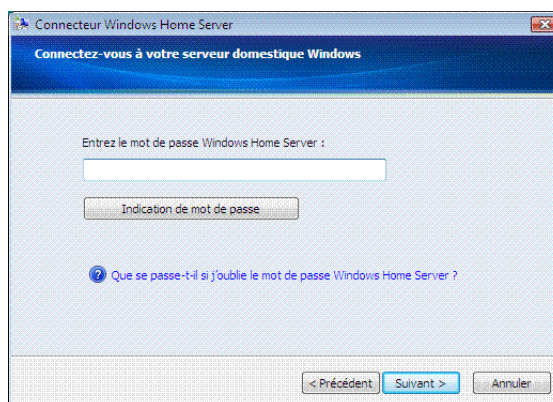 Connecteur Windows Home Server
Connectez-vous à votre serveur domestique Windows
Entrez le mot de passe Windows Home Server :
Indication de mot de passe
Que se passe-t-il si j'oublie le mot de passe Windows Home Server ?
< Précédent
Suivant >
Annuler